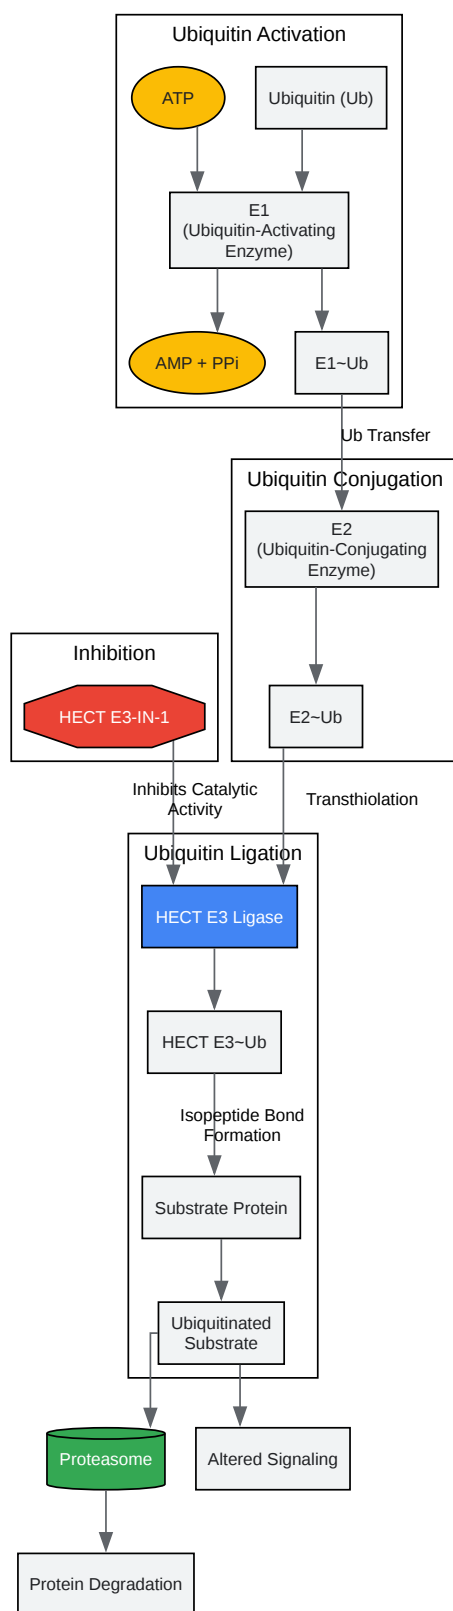 Ubiquitin Activation
ATP
Ubiquitin (Ub)
E1
(Ubiquitin-Activating
Enzyme)
AMP + PPi
E1~Ub
Ub Transfer
Ubiquitin Conjugation
E2
(Ubiquitin-Conjugating
Enzyme)
Inhibition
HECT E3-IN-1
E2~Ub
Inhibits Catalytic
Activity
Transthiolation
Ubiquitin Ligation
HECT E3 Ligase
HECT E3~Ub
Isopeptide Bond
Formation
Substrate Protein
Ubiquitinated
Substrate
Proteasome
Altered Signaling
Protein Degradation